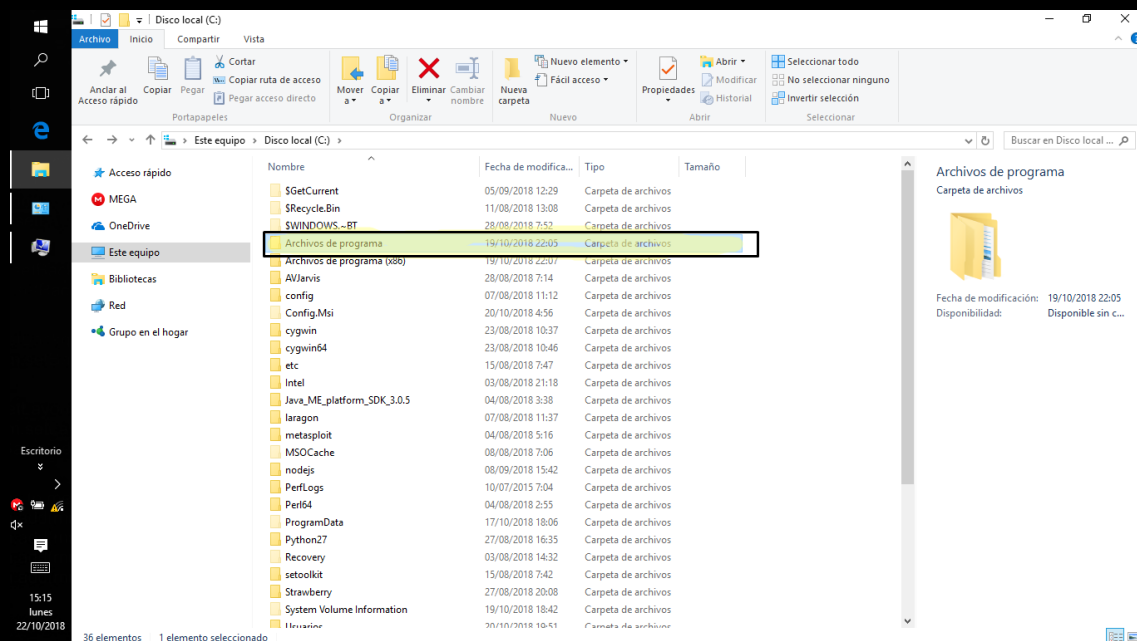 Disco local (C:)
Archivo Inicio Compartir Vista
Anclar al Acceso rápido
Copiar
Pegar
Cortar
Copiar ruta de acceso
Pegar acceso directo
Portapapeles
Mover a
Copiar a
Eliminar
Cambiar nombre
Organizar
Nueva carpeta
Nuevo elemento
Fácil acceso
Nuevo
Propiedades
Abrir
Modificar
Historial
Abrir
Seleccionar todo
No seleccionar ninguno
Invertir selección
Seleccionar
Este equipo > Disco local (C:) >
Buscar en Disco local ...
Acceso rápido
MEGA
OneDrive
Este equipo
Bibliotecas
Red
Grupo en el hogar
Nombre Fecha de modifica... Tipo Tamaño
$GetCurrent 05/09/2018 12:29 Carpeta de archivos
$Recycle.Bin 11/08/2018 13:08 Carpeta de archivos
$WINDOWS.~BT 28/08/2018 7:52 Carpeta de archivos
Archivos de programa 19/10/2018 22:05 Carpeta de archivos
Archivos de programa (x86) 19/10/2018 22:07 Carpeta de archivos
AVJarvis 28/08/2018 7:14 Carpeta de archivos
config 07/08/2018 11:12 Carpeta de archivos
Config.Msi 20/10/2018 4:56 Carpeta de archivos
cygwin 23/08/2018 10:37 Carpeta de archivos
cygwin64 23/08/2018 10:46 Carpeta de archivos
etc 15/08/2018 7:47 Carpeta de archivos
Intel 03/08/2018 21:18 Carpeta de archivos
Java_ME_platform_SDK_3.0.5 04/08/2018 3:38 Carpeta de archivos
laragon 07/08/2018 11:37 Carpeta de archivos
metasploit 04/08/2018 5:16 Carpeta de archivos
MSOCache 08/08/2018 7:06 Carpeta de archivos
nodejs 08/09/2018 15:42 Carpeta de archivos
PerfLogs 10/07/2015 7:04 Carpeta de archivos
Perl64 04/08/2018 2:55 Carpeta de archivos
ProgramData 17/10/2018 18:06 Carpeta de archivos
Python27 27/08/2018 16:35 Carpeta de archivos
Recovery 03/08/2018 14:32 Carpeta de archivos
setoolkit 15/08/2018 7:42 Carpeta de archivos
Strawberry 27/08/2018 20:08 Carpeta de archivos
System Volume Information 19/10/2018 18:42 Carpeta de archivos
Usuarios 20/10/2018 19:51 Carpeta de archivos
Archivos de programa
Carpeta de archivos
Fecha de modificación: 19/10/2018 22:05
Disponibilidad: Disponible sin c...
36 elementos 1 elemento seleccionado
Escritorio
15:15
lunes
22/10/2018